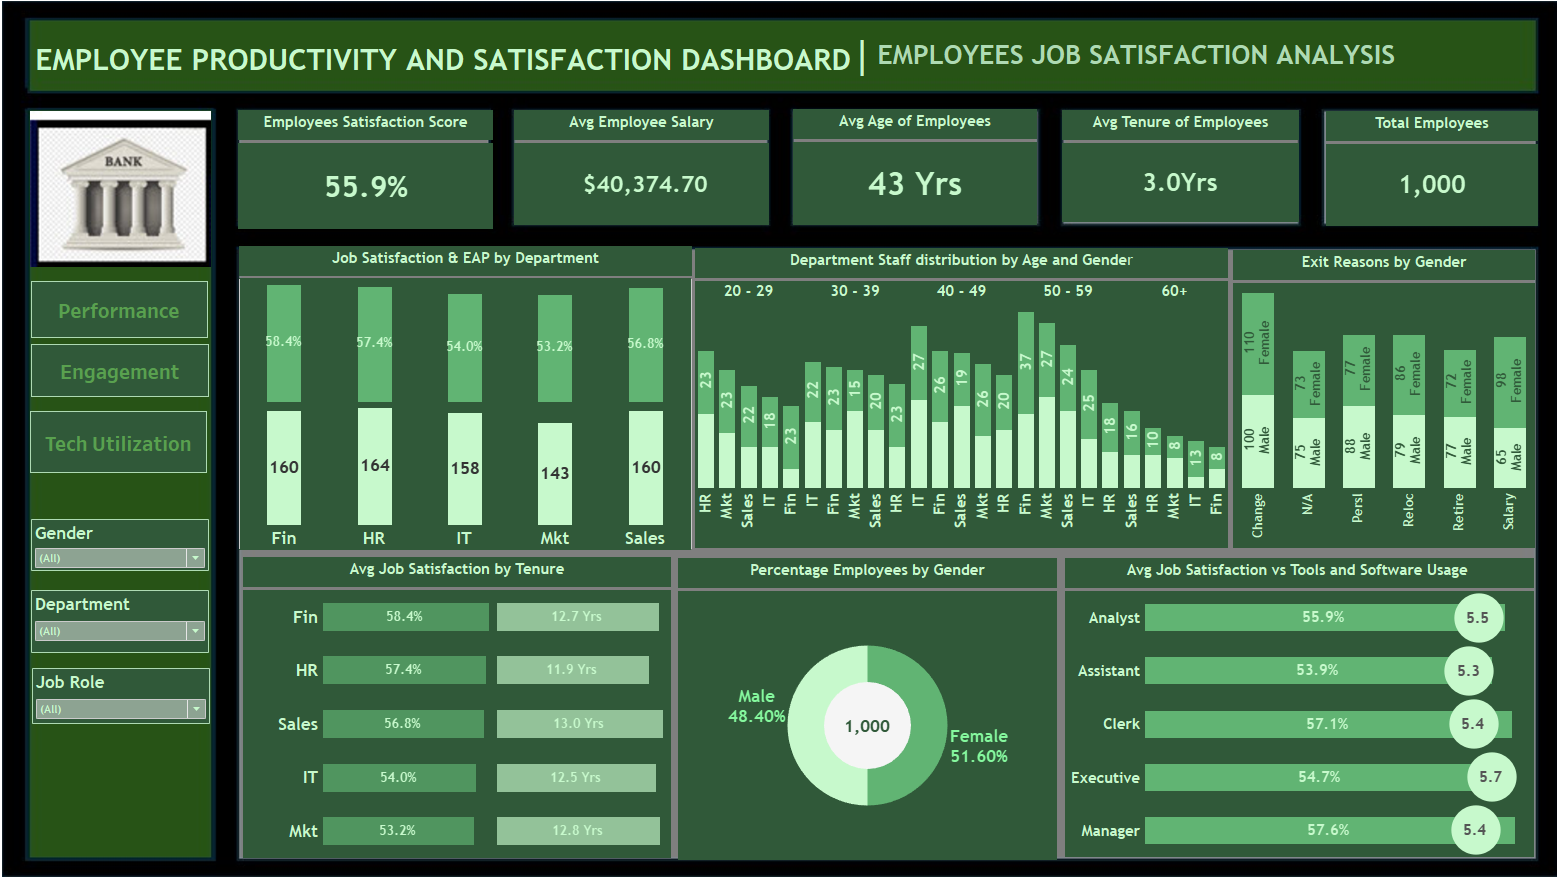 EMPLOYEE PRODUCTIVITY AND SATISFACTION DASHBOARD | EMPLOYEES JOB SATISFACTION ANALYSIS
BANK
Performance
Engagement
Tech Utilization
Gender
(All)
Department
(All)
Job Role
(All)
Employees Satisfaction Score
55.9%
Avg Employee Salary
$40,374.70
Avg Age of Employees
43 Yrs
Avg Tenure of Employees
3.0Yrs
Total Employees
1,000
Job Satisfaction & EAP by Department
58.4% 57.4% 54.0% 53.2% 56.8%
160 164 158 143 160
Fin HR IT Mkt Sales
Department Staff distribution by Age and Gender
20 - 29 30 - 39 40 - 49 50 - 59 60+
23 23 22 18 23 22 23 15 20 23 27 26 19 26 20 37 27 24 25 18 16 10 8 13 8
HR Mkt Sales IT Fin IT Fin Mkt Sales HR IT Fin Sales Mkt HR Fin Mkt Sales IT HR Sales HR Mkt IT Fin
Exit Reasons by Gender
110 Female 73 Female 77 Female 86 Female 72 Female 98 Female
100 Male 75 Male 88 Male 79 Male 77 Male 65 Male
Change N/A Persl Reloc Retire Salary
Avg Job Satisfaction by Tenure
Fin 58.4% 12.7 Yrs
HR 57.4% 11.9 Yrs
Sales 56.8% 13.0 Yrs
IT 54.0% 12.5 Yrs
Mkt 53.2% 12.8 Yrs
Percentage Employees by Gender
Male
48.40%
1,000
Female
51.60%
Avg Job Satisfaction vs Tools and Software Usage
Analyst 55.9% 5.5
Assistant 53.9% 5.3
Clerk 57.1% 5.4
Executive 54.7% 5.7
Manager 57.6% 5.4